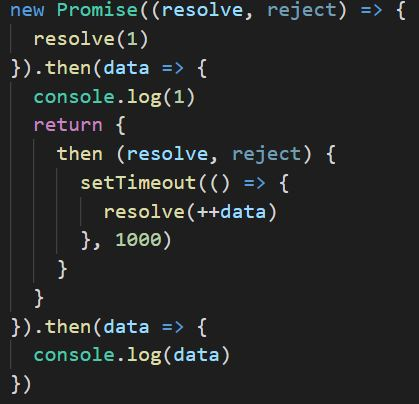 new Promise((resolve, reject) => {
  resolve(1)
}).then(data => {
  console.log(1)
  return {
    then (resolve, reject) {
      setTimeout(() => {
        resolve(++data)
      }, 1000)
    }
  }
}).then(data => {
  console.log(data)
})